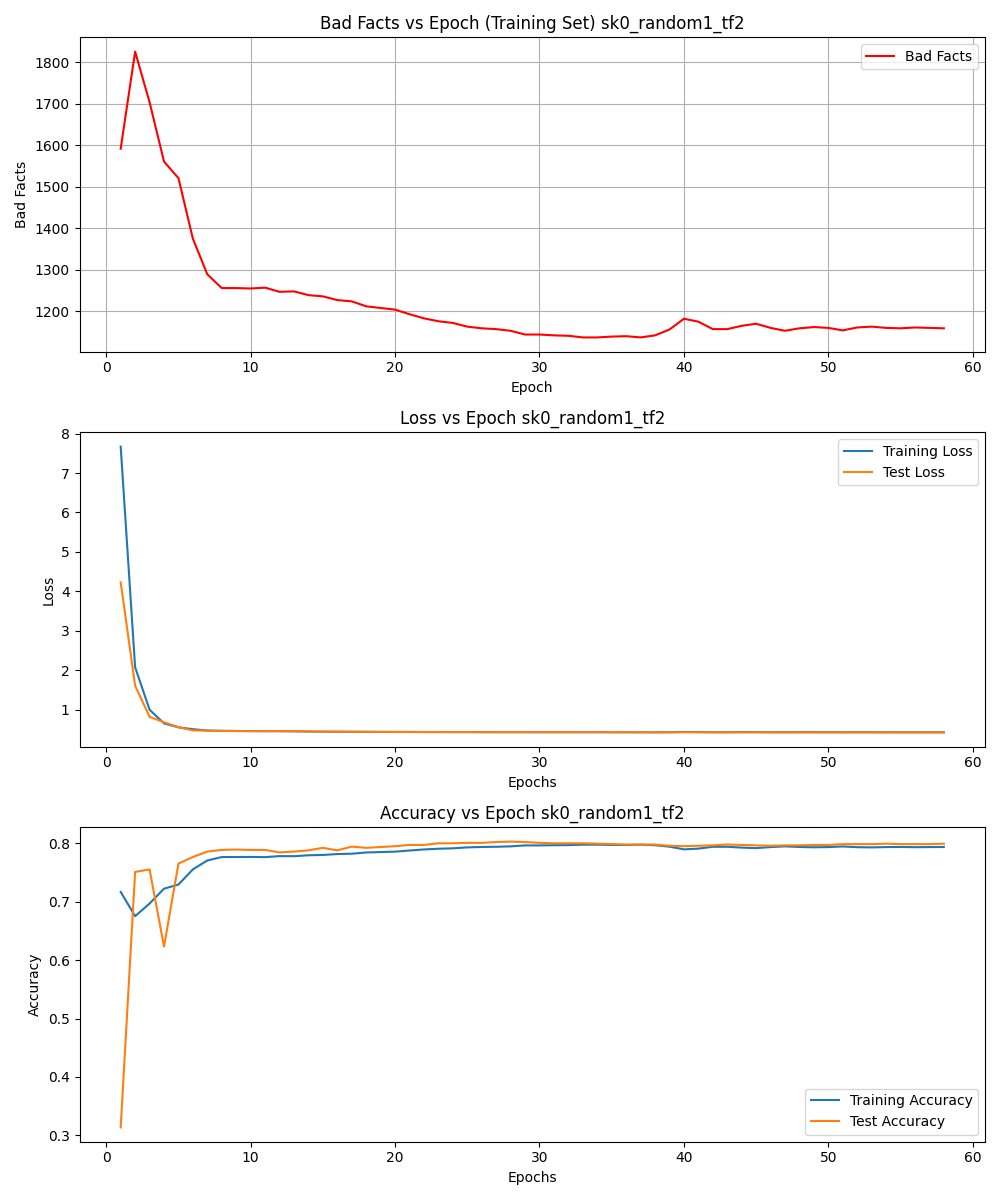 Bad Facts vs Epoch (Training Set) sk0_random1_tf2
Bad Facts
1800
1700
1600
1500
1400
1300
1200
Bad Facts
0 10 20 30 40 50 60
Epoch
Loss vs Epoch sk0_random1_tf2
Training Loss
Test Loss
8
7
6
5
4
3
2
1
Loss
0 10 20 30 40 50 60
Epochs
Accuracy vs Epoch sk0_random1_tf2
0.8
0.7
0.6
0.5
0.4
0.3
Accuracy
Training Accuracy
Test Accuracy
0 10 20 30 40 50 60
Epochs